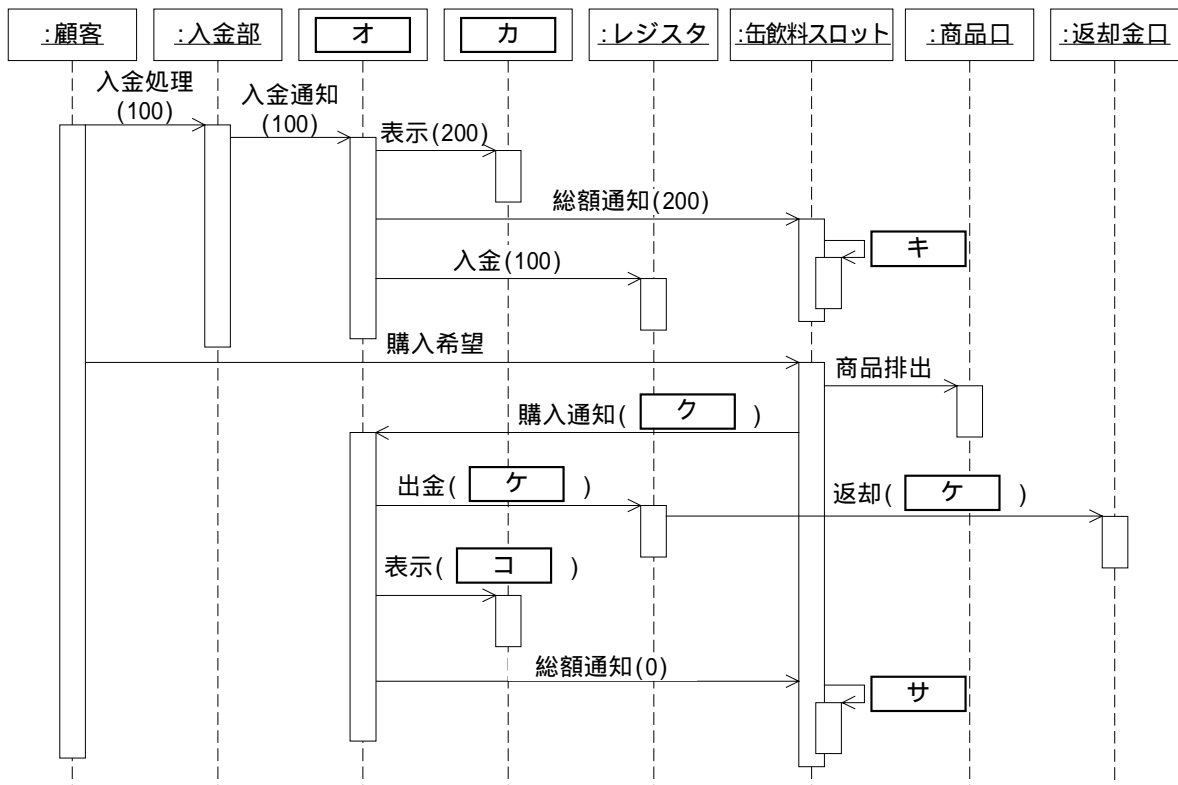 :顧客
:入金部
オ
カ
:レジスタ
:缶飲料スロット
:商品口
:返却金口
入金処理
(100)
入金通知
(100)
表示(200)
総額通知(200)
キ
入金(100)
購入希望
商品排出
購入通知( ク )
出金( ケ )
返却( ケ )
表示( コ )
総額通知(0)
サ